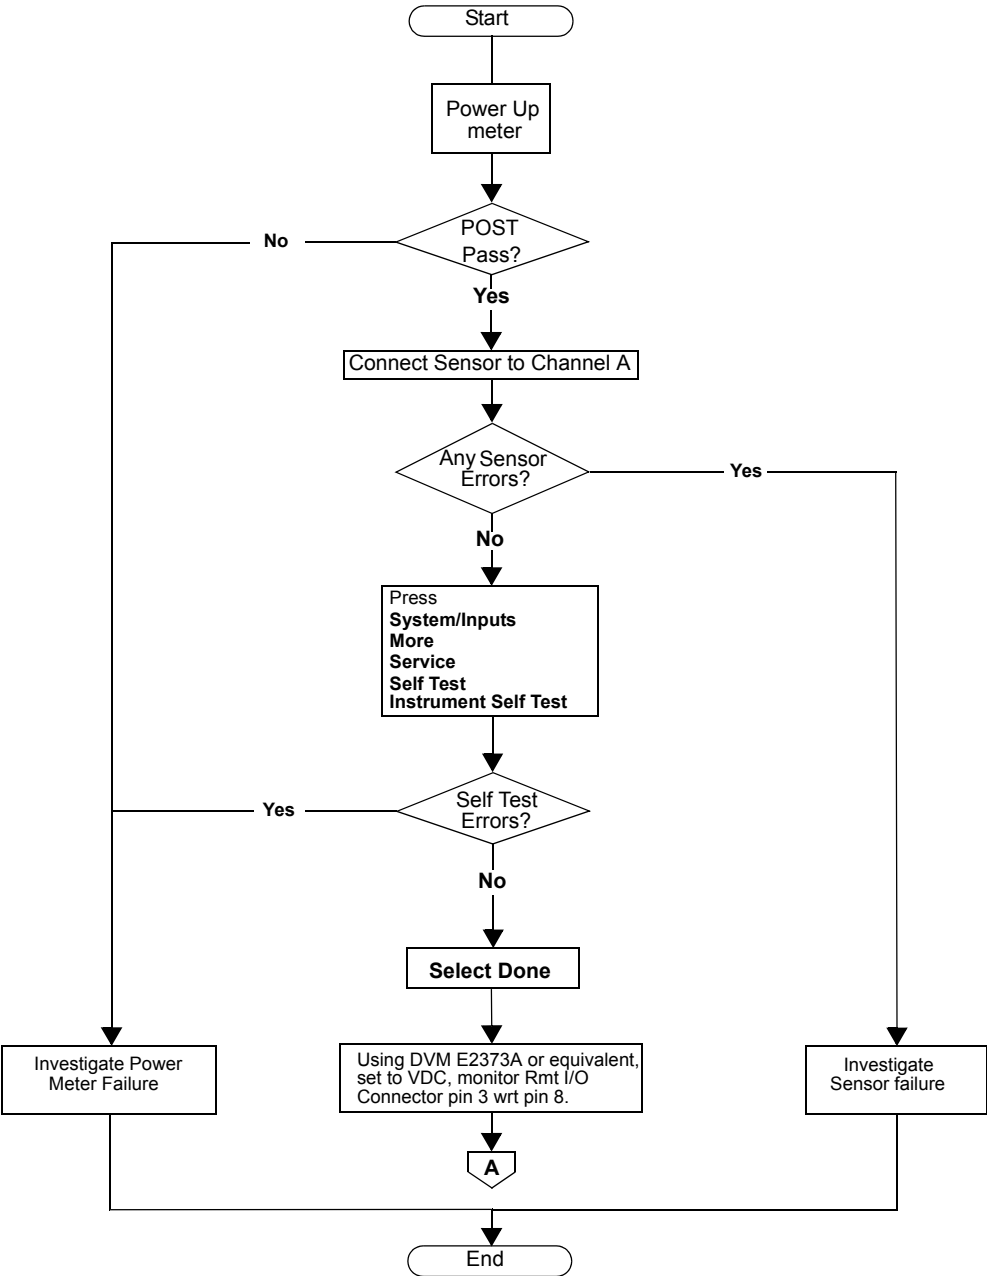 Start
Power Up
meter
POST
Pass?
No
Yes
Connect Sensor to Channel A
Any Sensor
Errors?
Yes
No
Press
System/Inputs
More
Service
Self Test
Instrument Self Test
Self Test
Errors?
Yes
No
Select Done
Investigate Power
Meter Failure
Using DVM E2373A or equivalent,
set to VDC, monitor Rmt I/O
Connector pin 3 wrt pin 8.
Investigate
Sensor failure
A
End